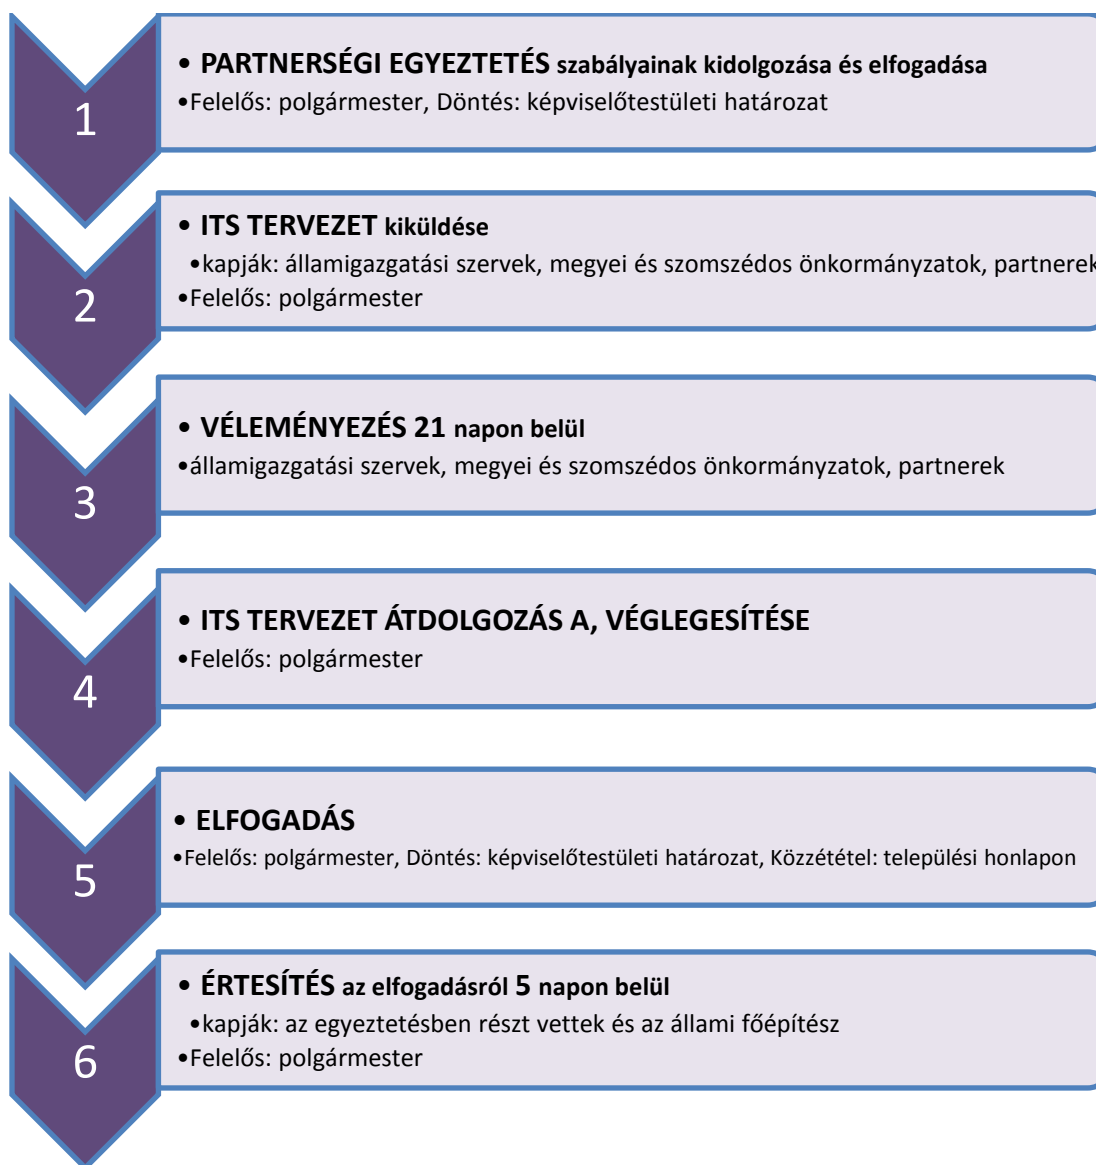 1
• PARTNERSÉGI EGYEZTETÉS szabályainak kidolgozása és elfogadása
•Felelős: polgármester, Döntés: képviselőtestületi határozat
2
• ITS TERVEZET kiküldése
•kapják: államigazgatási szervek, megyei és szomszédos önkormányzatok, partnerek
•Felelős: polgármester
3
• VÉLEMÉNYEZÉS 21 napon belül
•államigazgatási szervek, megyei és szomszédos önkormányzatok, partnerek
4
• ITS TERVEZET ÁTDOLGOZÁS A, VÉGLEGESÍTÉSE
•Felelős: polgármester
5
• ELFOGADÁS
•Felelős: polgármester, Döntés: képviselőtestületi határozat, Közzététel: települési honlapon
6
• ÉRTESÍTÉS az elfogadásról 5 napon belül
•kapják: az egyeztetésben részt vettek és az állami főépítész
•Felelős: polgármester